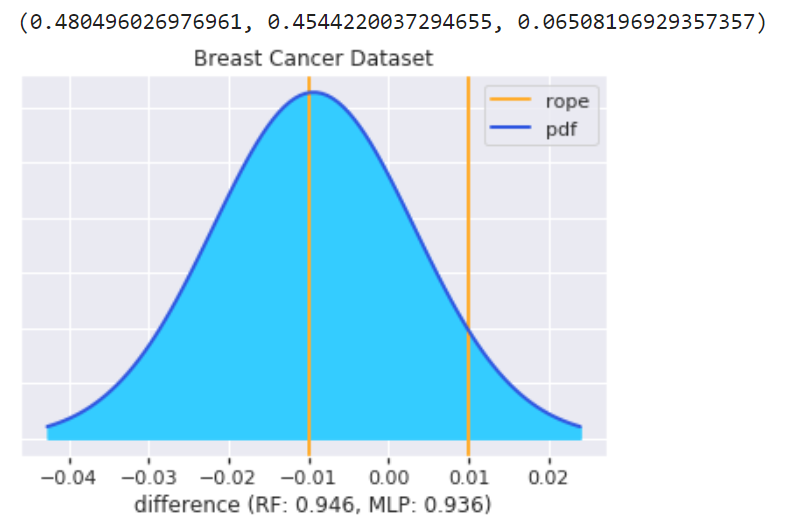 (0.480496026976961, 0.4544220037294655, 0.06508196929357357)
Breast Cancer Dataset
rope
pdf
−0.04 −0.03 −0.02 −0.01 0.00 0.01 0.02
difference (RF: 0.946, MLP: 0.936)